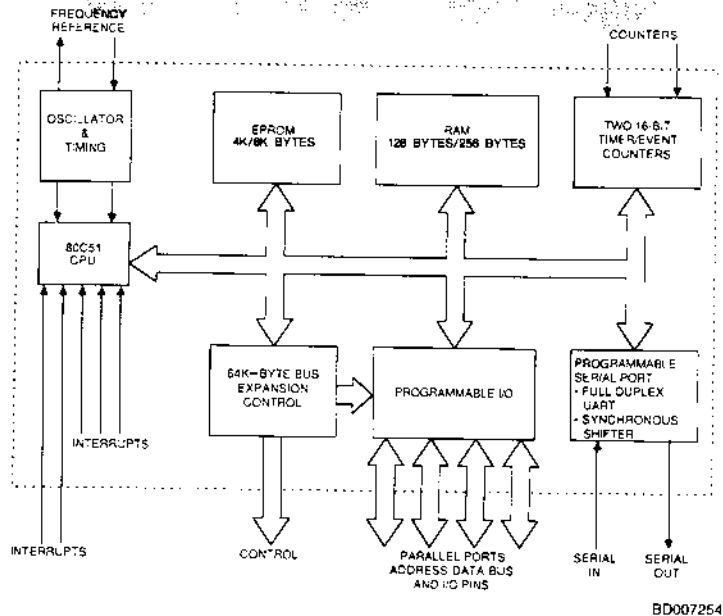 FREQUENCY
REFERENCE
COUNTERS
OSCILLATOR
&
TIMING
EPROM
4K/8K BYTES
RAM
128 BYTES/256 BYTES
TWO 16-BIT
TIMER/EVENT
COUNTERS
80C51
CPU
64K-BYTE BUS
EXPANSION
CONTROL
PROGRAMMABLE I/O
PROGRAMMABLE
SERIAL PORT
- FULL DUPLEX
UART
- SYNCHRONOUS
SHIFTER
INTERRUPTS
INTERRUPTS
CONTROL
PARALLEL PORTS
ADDRESS DATA BUS
AND I/O PINS
SERIAL
IN
SERIAL
OUT
BD007254